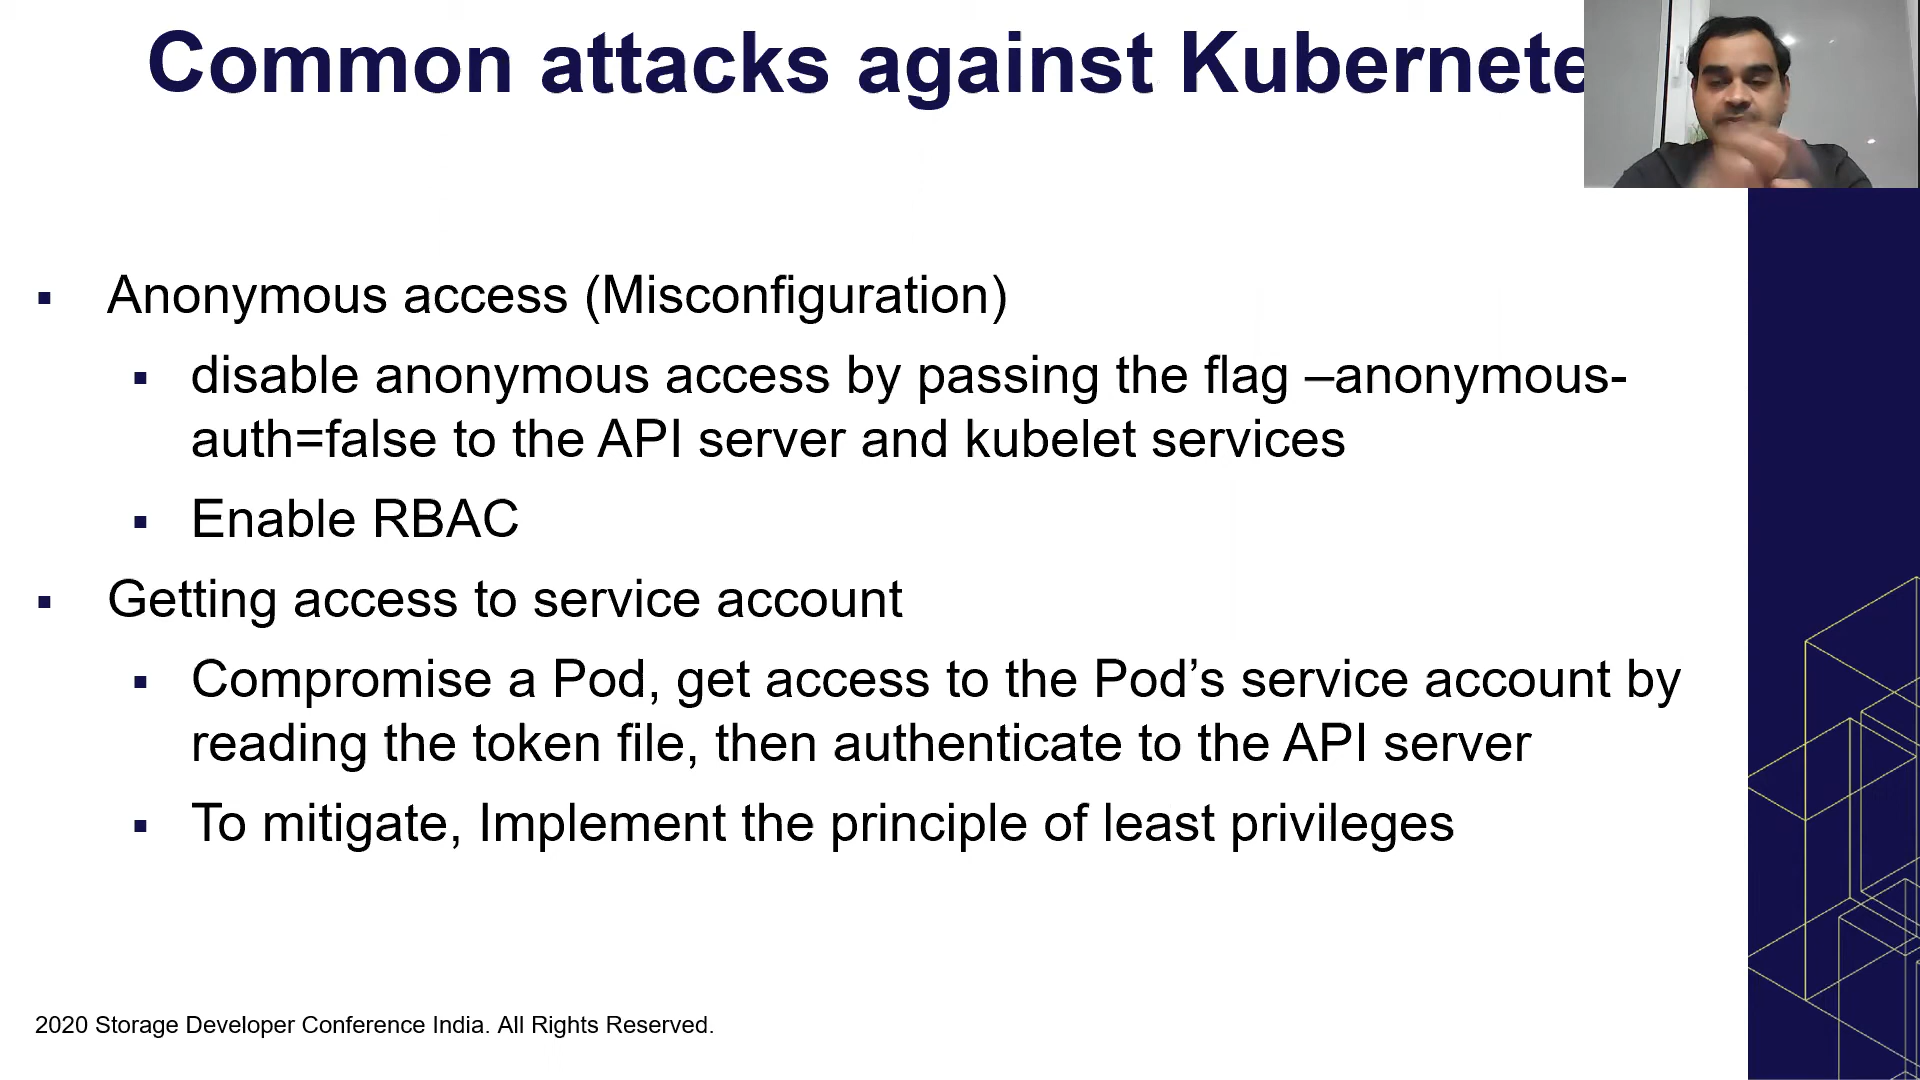 Common attacks against Kubernete
▪ Anonymous access (Misconfiguration)
▪ disable anonymous access by passing the flag –anonymous-
auth=false to the API server and kubelet services
▪ Enable RBAC
▪ Getting access to service account
▪ Compromise a Pod, get access to the Pod’s service account by
reading the token file, then authenticate to the API server
▪ To mitigate, Implement the principle of least privileges
2020 Storage Developer Conference India. All Rights Reserved.